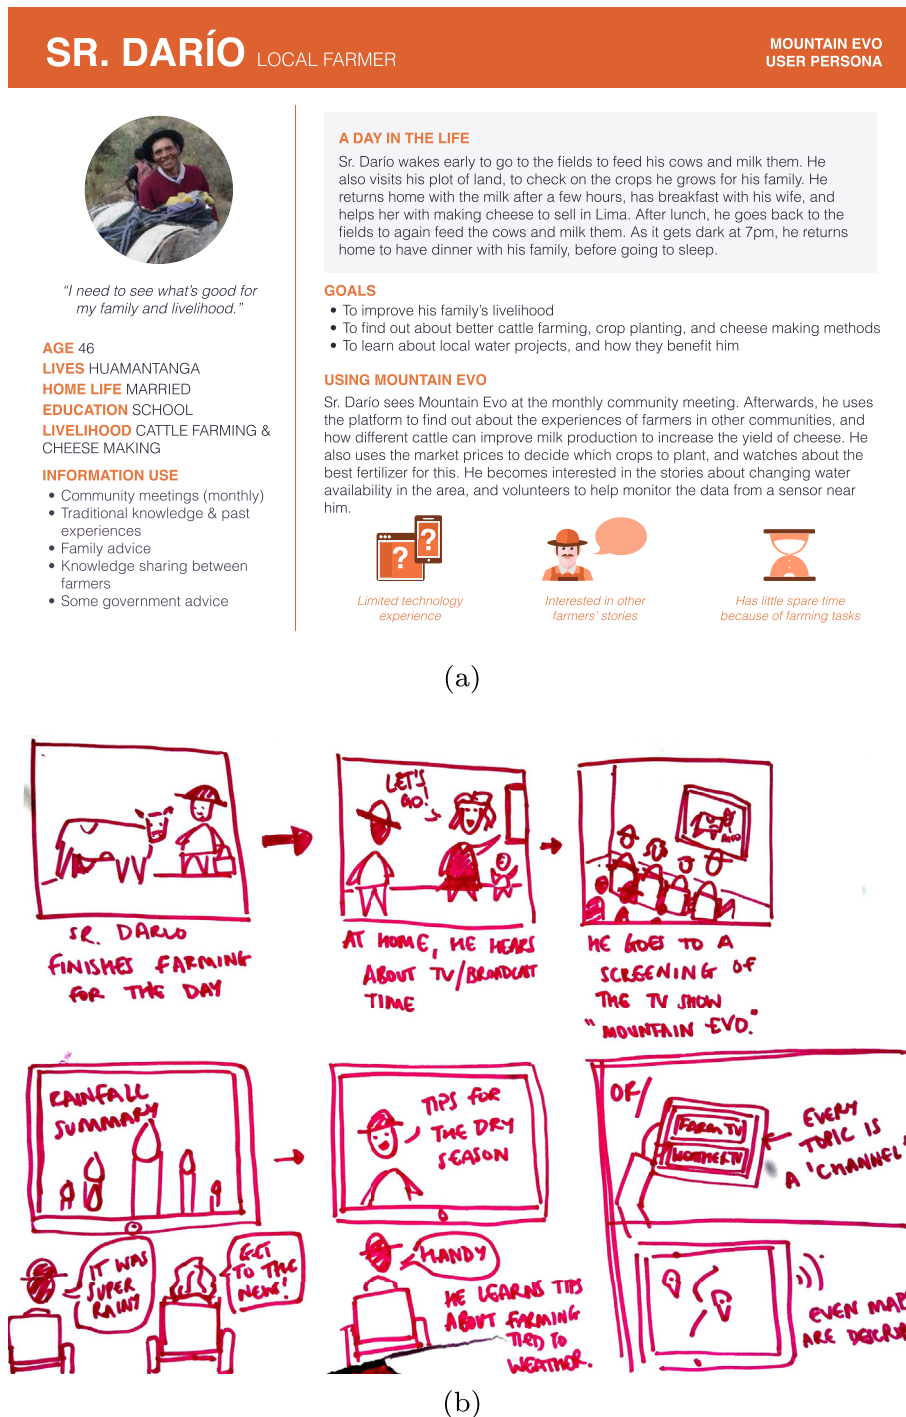 SR. DARÍO LOCAL FARMER
MOUNTAIN EVO
USER PERSONA
“I need to see what’s good for
my family and livelihood.”
AGE 46
LIVES HUAMANTANGA
HOME LIFE MARRIED
EDUCATION SCHOOL
LIVELIHOOD CATTLE FARMING &
CHEESE MAKING
INFORMATION USE
• Community meetings (monthly)
• Traditional knowledge & past
experiences
• Family advice
• Knowledge sharing between
farmers
• Some government advice
A DAY IN THE LIFE
Sr. Darío wakes early to go to the fields to feed his cows and milk them. He
also visits his plot of land, to check on the crops he grows for his family. He
returns home with the milk after a few hours, has breakfast with his wife, and
helps her with making cheese to sell in Lima. After lunch, he goes back to the
fields to again feed the cows and milk them. As it gets dark at 7pm, he returns
home to have dinner with his family, before going to sleep.
GOALS
• To improve his family’s livelihood
• To find out about better cattle farming, crop planting, and cheese making methods
• To learn about local water projects, and how they benefit him
USING MOUNTAIN EVO
Sr. Darío sees Mountain Evo at the monthly community meeting. Afterwards, he uses
the platform to find out about the experiences of farmers in other communities, and
how different cattle can improve milk production to increase the yield of cheese. He
also uses the market prices to decide which crops to plant, and watches about the
best fertilizer for this. He becomes interested in the stories about changing water
availability in the area, and volunteers to help monitor the data from a sensor near
him.
? ?
Limited technology
experience
Interested in other
farmers’ stories
Has little spare time
because of farming tasks
(a)
SR. DARIO
FINISHES FARMING
FOR THE DAY
LET'S
GO!
AT HOME, HE HEARS
ABOUT TV/BROADCAST
TIME
HE GOES TO A
SCREENING OF
THE TV SHOW
"MOUNTAIN EVO."
RAINFALL
SUMMARY
IT WAS
SUPER
RAINY
GET
TO THE
NEWS!
TIPS FOR
THE DRY
SEASON
HANDY
HE LEARNS TIPS
ABOUT FARMING
TIED TO
WEATHER.
OR/
FARM TV
WEATHER TV
EVERY
TOPIC IS
A 'CHANNEL'
EVEN MAPS
ARE
(b)